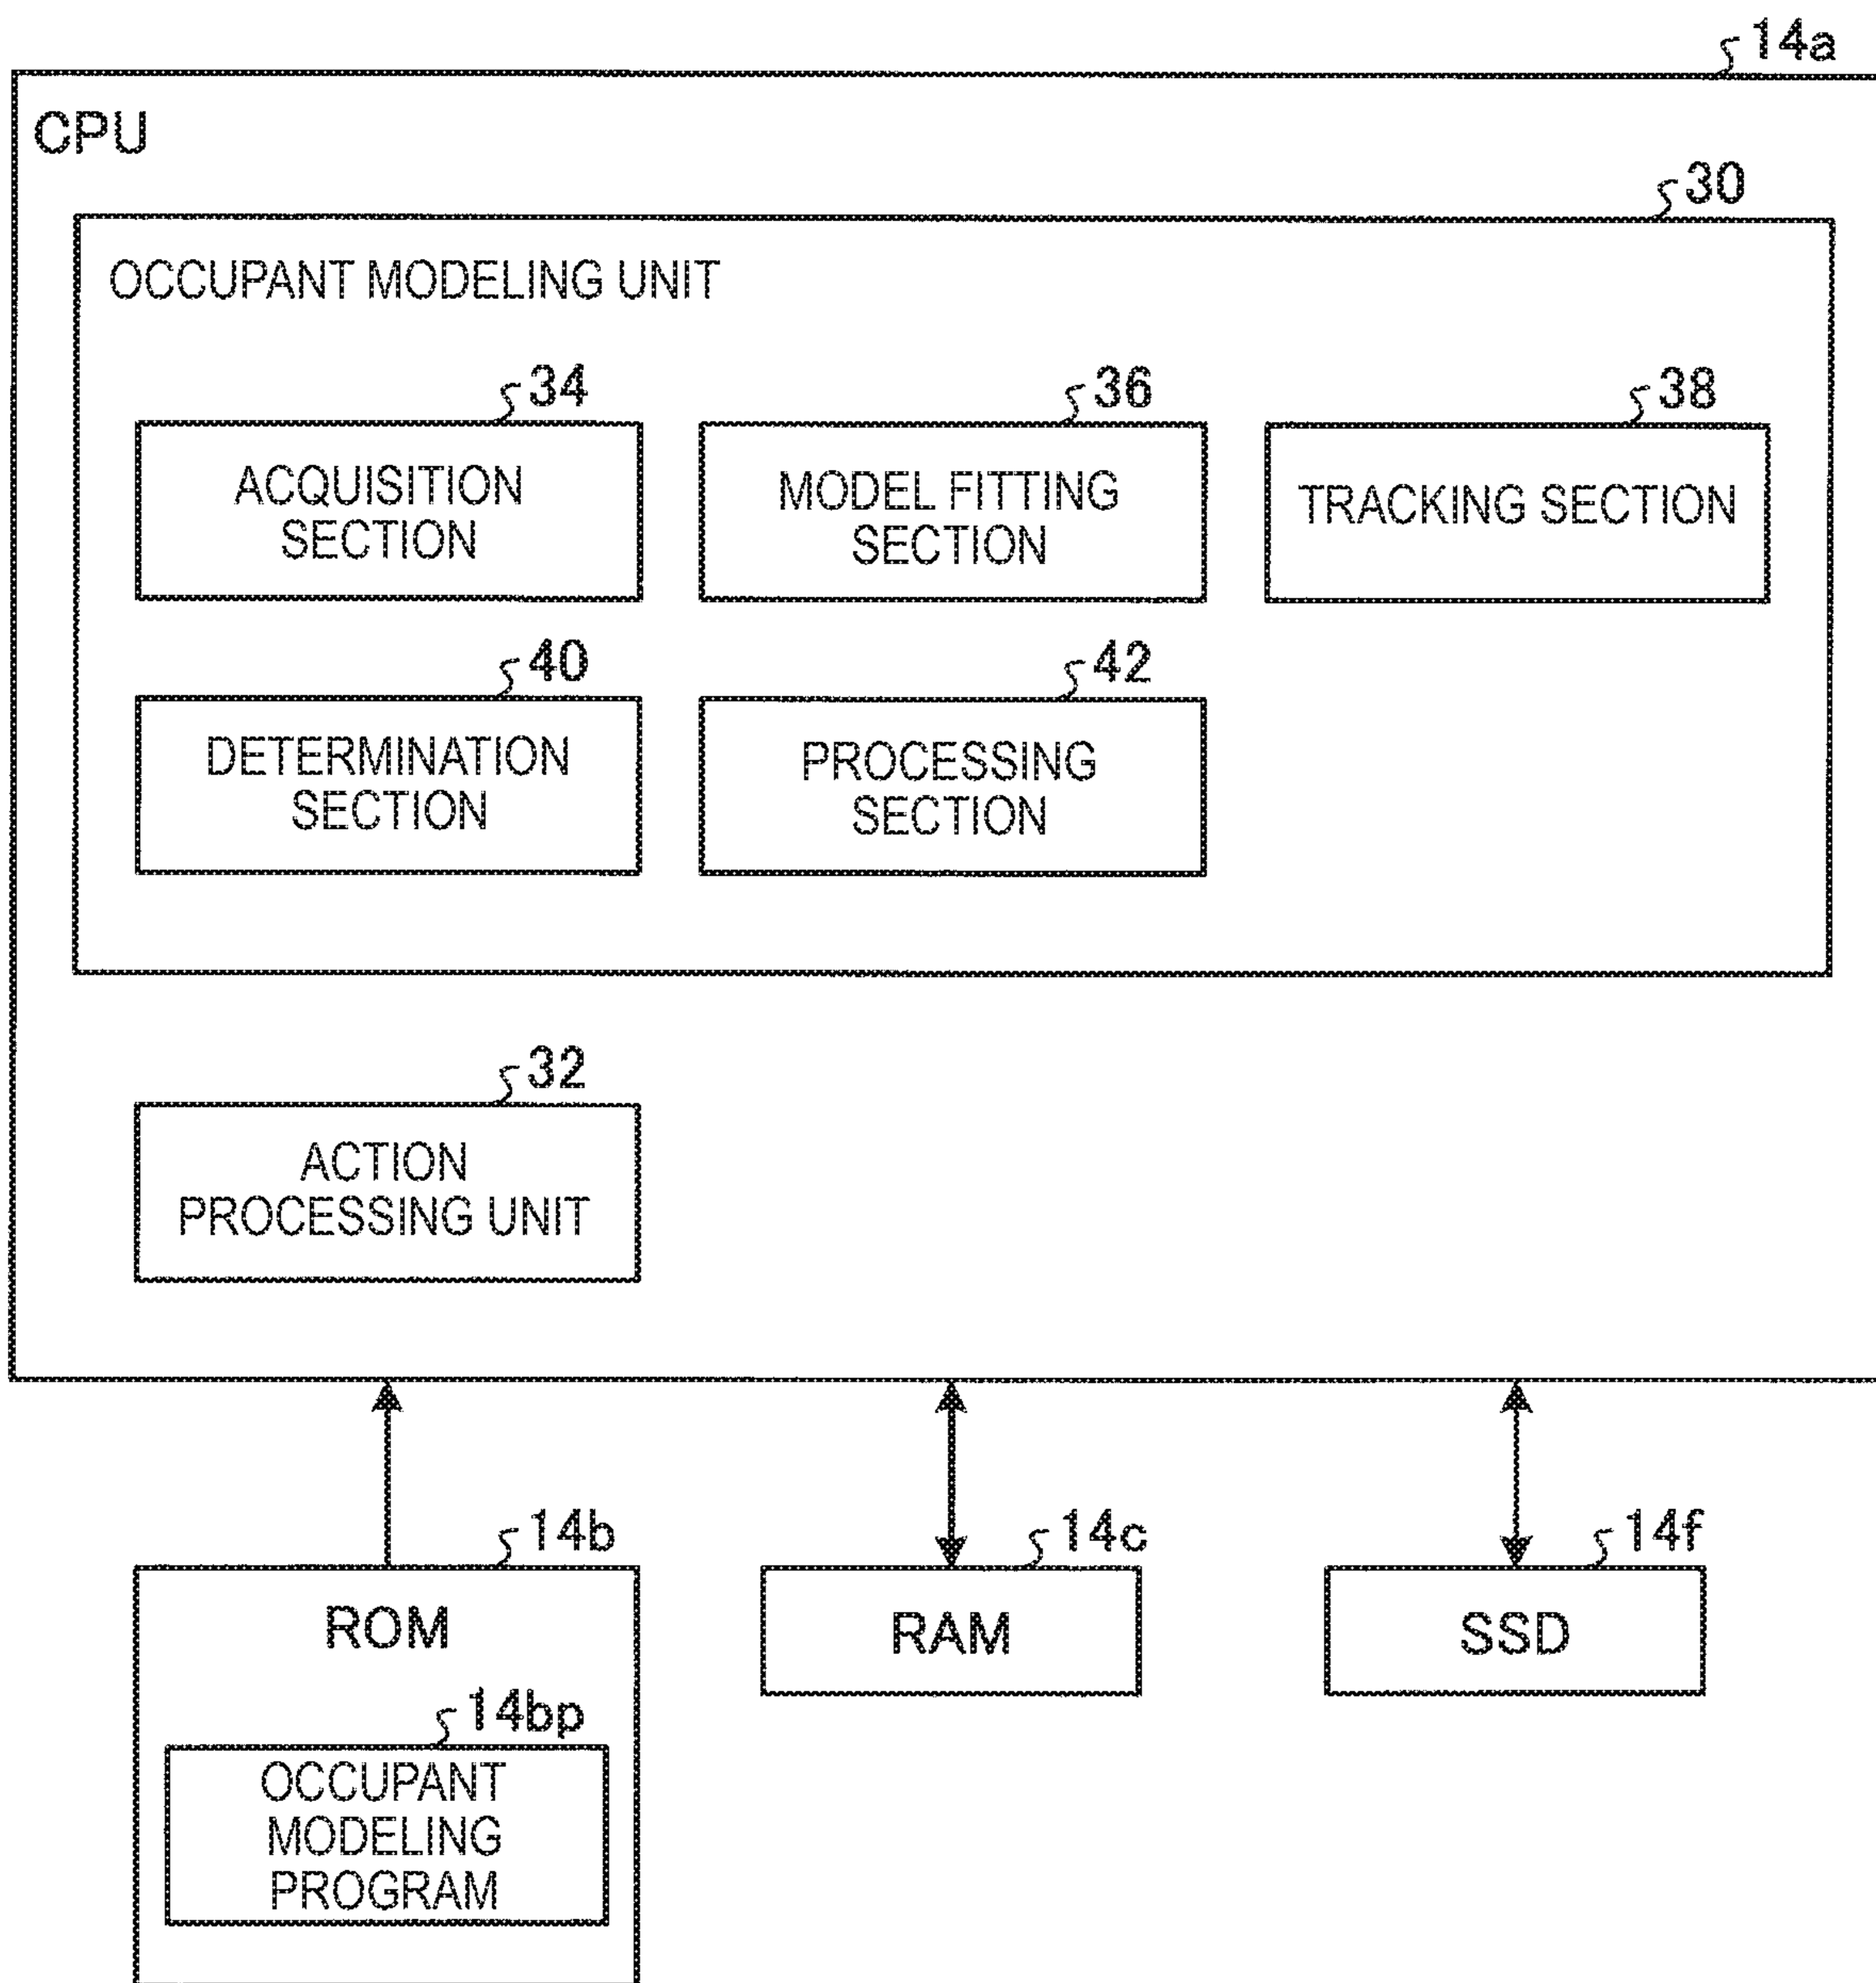 14a
CPU
30
OCCUPANT MODELING UNIT
34
36
38
ACQUISITION
SECTION
MODEL FITTING
SECTION
TRACKING SECTION
40
42
DETERMINATION
SECTION
PROCESSING
SECTION
32
ACTION
PROCESSING UNIT
14b
14c
14f
ROM
RAM
SSD
14bp
OCCUPANT
MODELING
PROGRAM